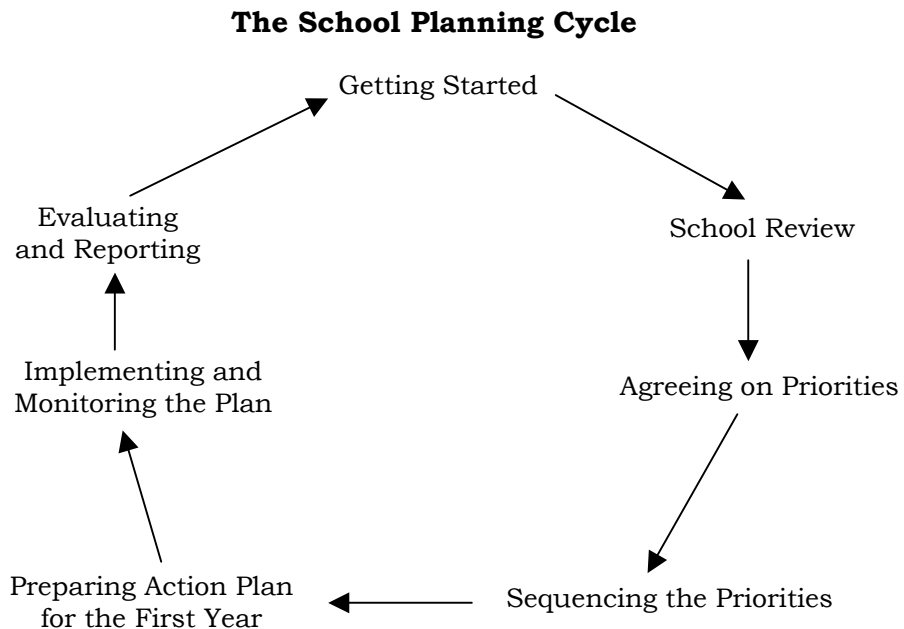 The School Planning Cycle
Getting Started
School Review
Agreeing on Priorities
Sequencing the Priorities
Preparing Action Plan
for the First Year
Implementing and
Monitoring the Plan
Evaluating
and Reporting